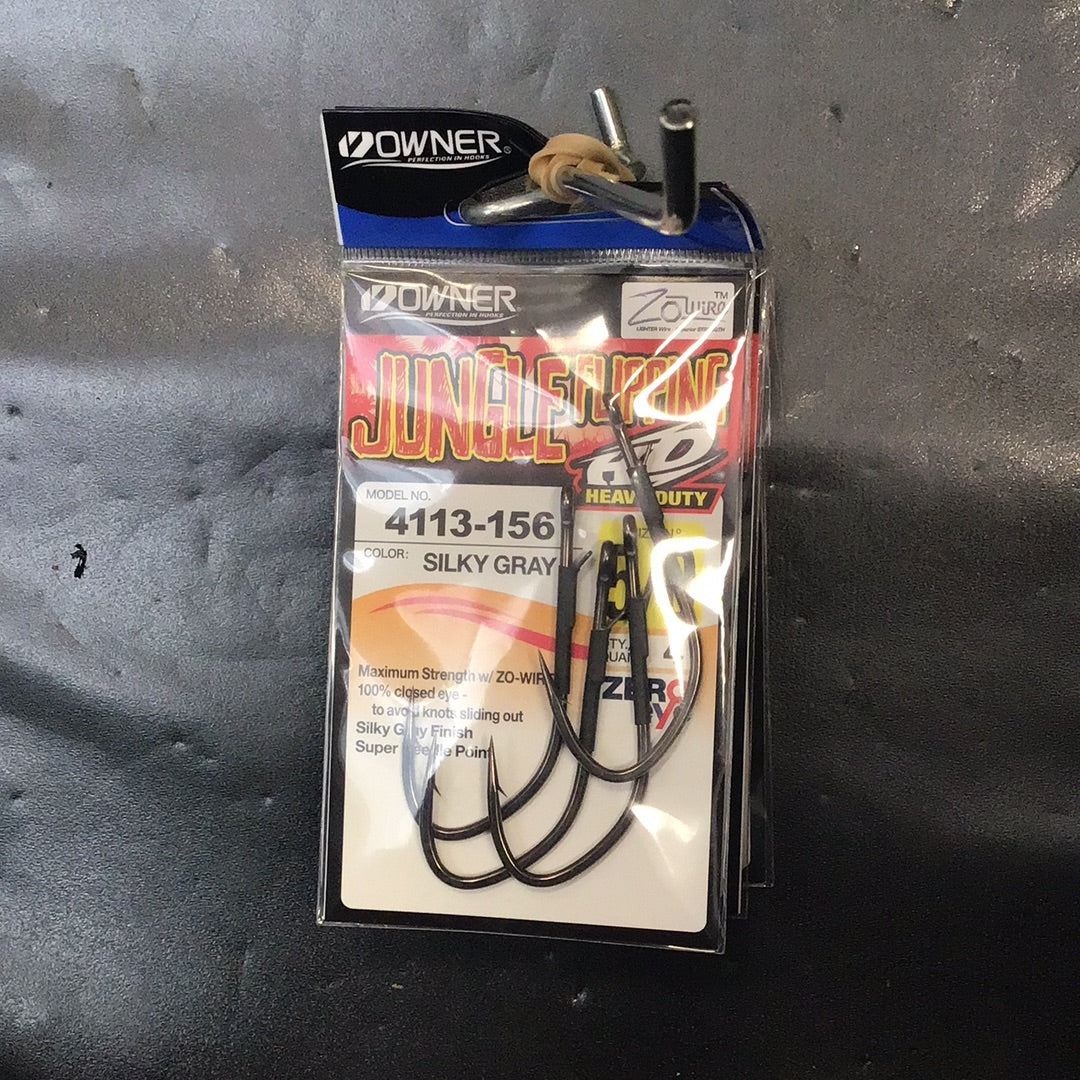 OWNER®
PERFECTION IN HOOKS
OWNER®
PERFECTION IN HOOKS
ZO WIRE™
JUNGLE FLIPPING
HD
HEAVY DUTY
MODEL NO.
4113-156
COLOR:
SILKY GRAY
Maximum Strength w/ ZO-WIRE
100% closed eye -
to avoid knots sliding out
Silky Gray Finish
Super Needle Point
ZERO